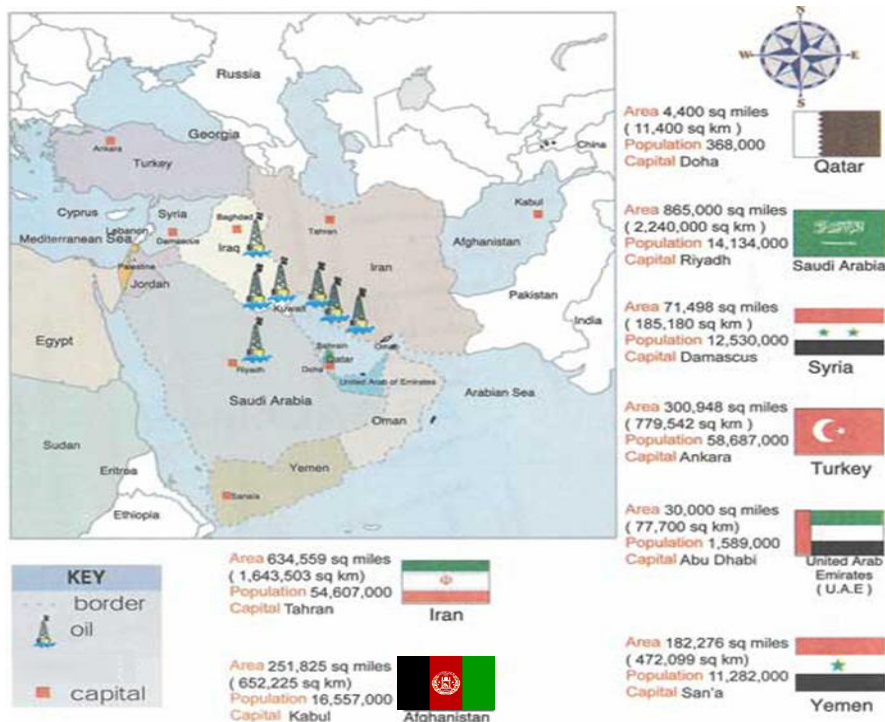 S
W
E
S
Russia
Georgia
Ankara
Turkey
China
Cyprus
Syria
Baghdad
Kabul
Lebanon
Mediterranean Sea
Damascus
Tahran
Iraq
Afghanistan
Iran
Palestine
Jordan
Kuwait
Pakistan
India
Egypt
Bahrain
Oman
Qatar
Riyadh
Doha
United Arab of Emirates
Arabian Sea
Saudi Arabia
Oman
Sudan
Yemen
Eritrea
Sana'a
Ethiopia
Area 4,400 sq miles
( 11,400 sq km )
Population 368,000
Capital Doha
Qatar
Area 865,000 sq miles
( 2,240,000 sq km )
Population 14,134,000
Capital Riyadh
Saudi Arabia
Area 71,498 sq miles
( 185,180 sq km )
Population 12,530,000
Capital Damascus
Syria
Area 300,948 sq miles
( 779,542 sq km )
Population 58,687,000
Capital Ankara
Turkey
Area 30,000 sq miles
( 77,700 sq km)
Population 1,589,000
Capital Abu Dhabi
United Arab
Emirates
( U.A.E )
KEY
border
oil
capital
Area 634,559 sq miles
( 1,643,503 sq km )
Population 54,607,000
Capital Tahran
Iran
Area 251,825 sq miles
( 652,225 sq km )
Population 16,557,000
Capital Kabul
Afghanistan
Area 182,276 sq miles
( 472,099 sq km)
Population 11,282,000
Capital San'a
Yemen